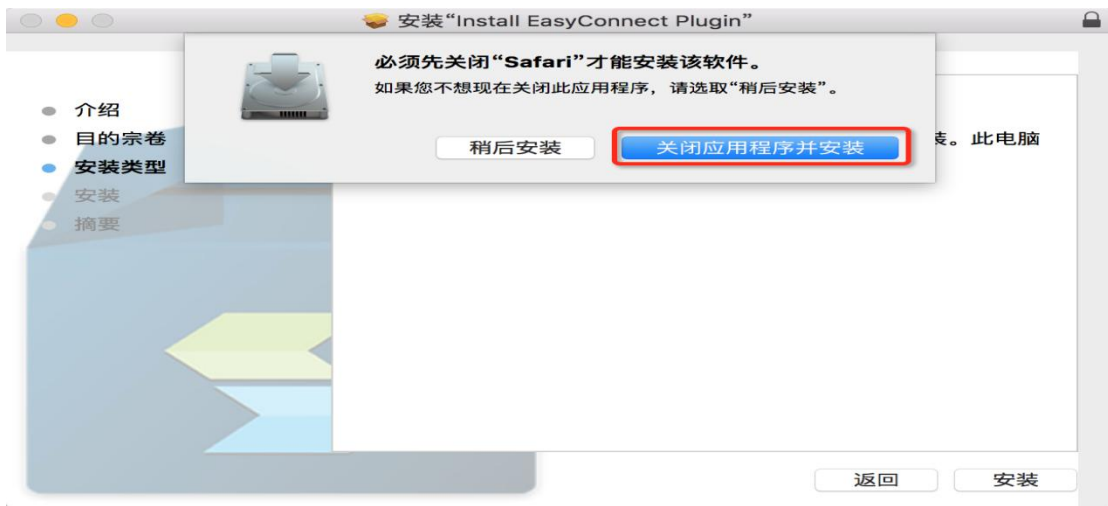 安装“Install EasyConnect Plugin”
必须先关闭“Safari”才能安装该软件。
如果您不想现在关闭此应用程序，请选取“稍后安装”。
稍后安装
关闭应用程序并安装
介绍
目的宗卷
安装类型
安装
摘要
。此电脑
返回
安装